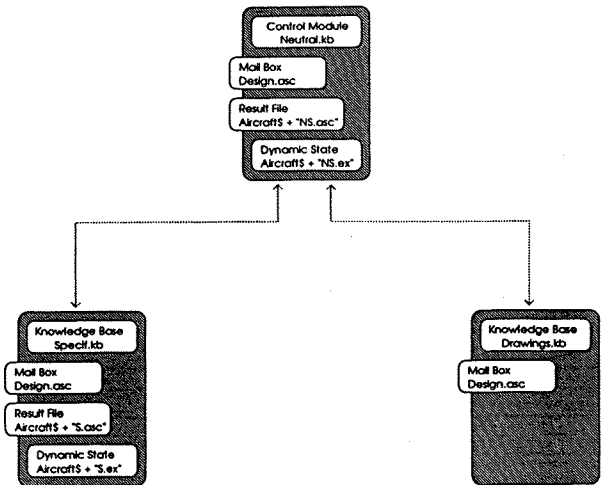 Control Module
Neutral.kb
Mail Box
Design.asc
Result File
Aircraft$ + "NS.asc"
Dynamic State
Aircraft$ + "NS.ex"
Knowledge Base
Specif.kb
Mail Box
Design.asc
Result File
Aircraft$ + "S.asc"
Dynamic State
Aircraft$ + "S.ex"
Knowledge Base
Drawings.kb
Mail Box
Design.asc